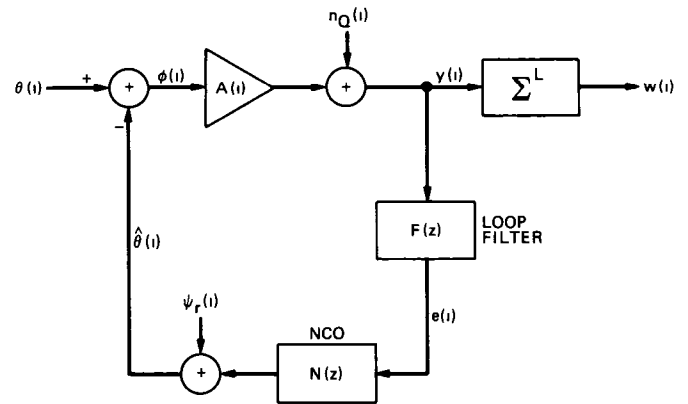 n_Q(ι)
θ(ι)
+
+
ϕ(ι)
A(ι)
+
y(ι)
Σ^L
w(ι)
−
F(z)
LOOP
FILTER
θ̂(ι)
ψ_r(ι)
e(ι)
NCO
+
N(z)